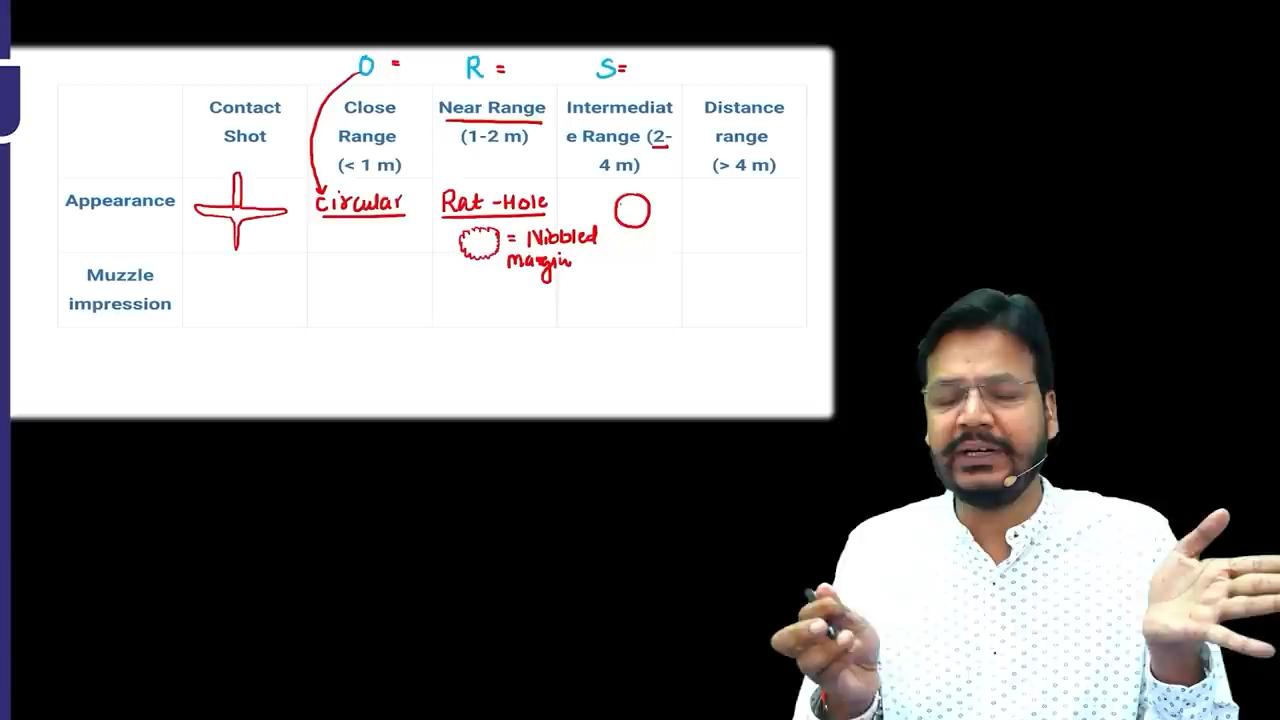 O =
R =
S=
Contact
Shot
Close
Range
(< 1 m)
Near Range
(1-2 m)
Intermediat
e Range (2-
4 m)
Distance
range
(> 4 m)
Appearance
Circular
Rat-Hole
= Nibbled
margin
Muzzle
impression